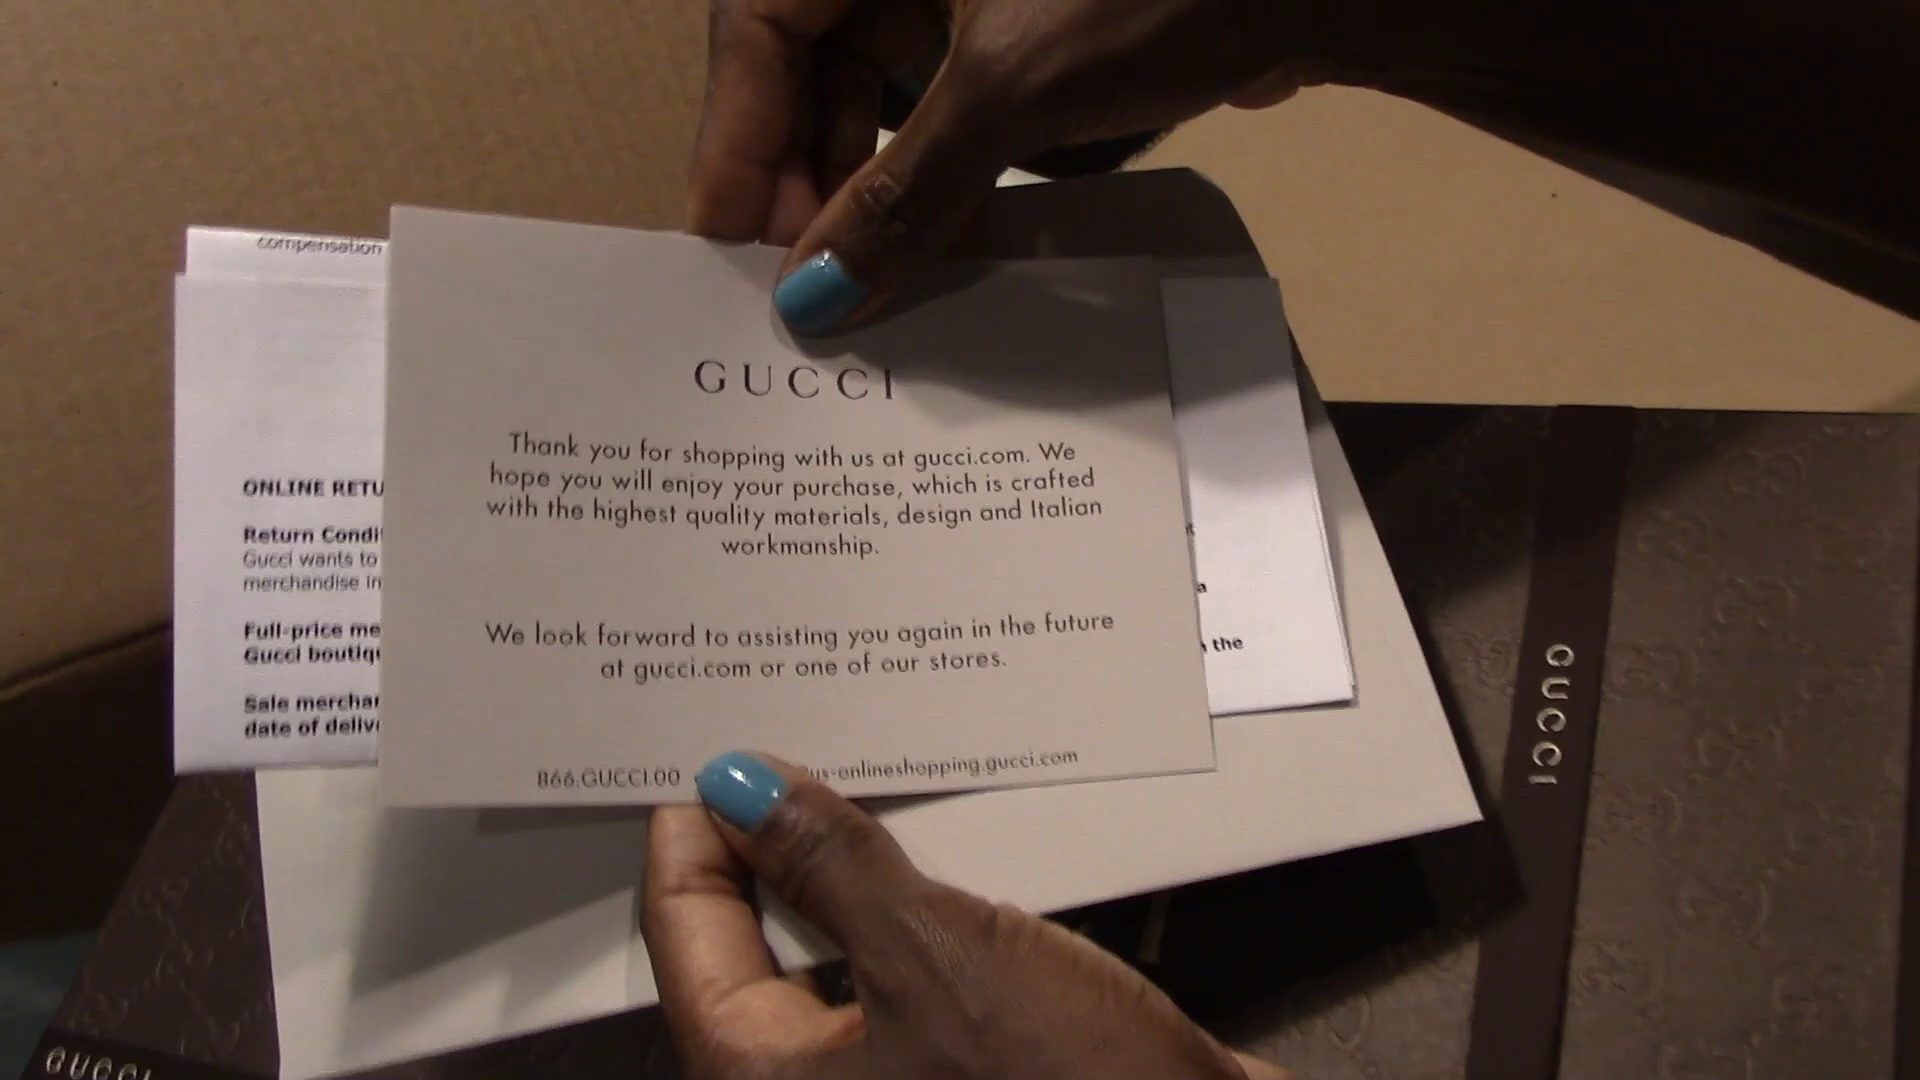 compensation
ONLINE RETU
Return Condi
Gucci wants to
merchandise in
Full-price me
Gucci boutiq
Sale merchar
date of deliv
GUCCI
Thank you for shopping with us at gucci.com. We
hope you will enjoy your purchase, which is crafted
with the highest quality materials, design and Italian
workmanship.
We look forward to assisting you again in the future
at gucci.com or one of our stores.
866.GUCCI.00 us-onlineshopping.gucci.com
a
the
GUCCI
GUCCI